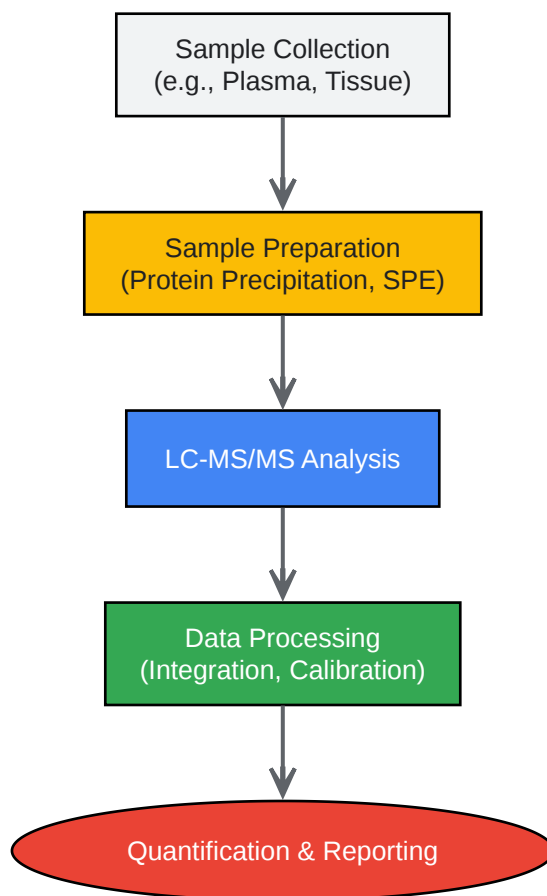 Sample Collection
(e.g., Plasma, Tissue)
Sample Preparation
(Protein Precipitation, SPE)
LC-MS/MS Analysis
Data Processing
(Integration, Calibration)
Quantification & Reporting